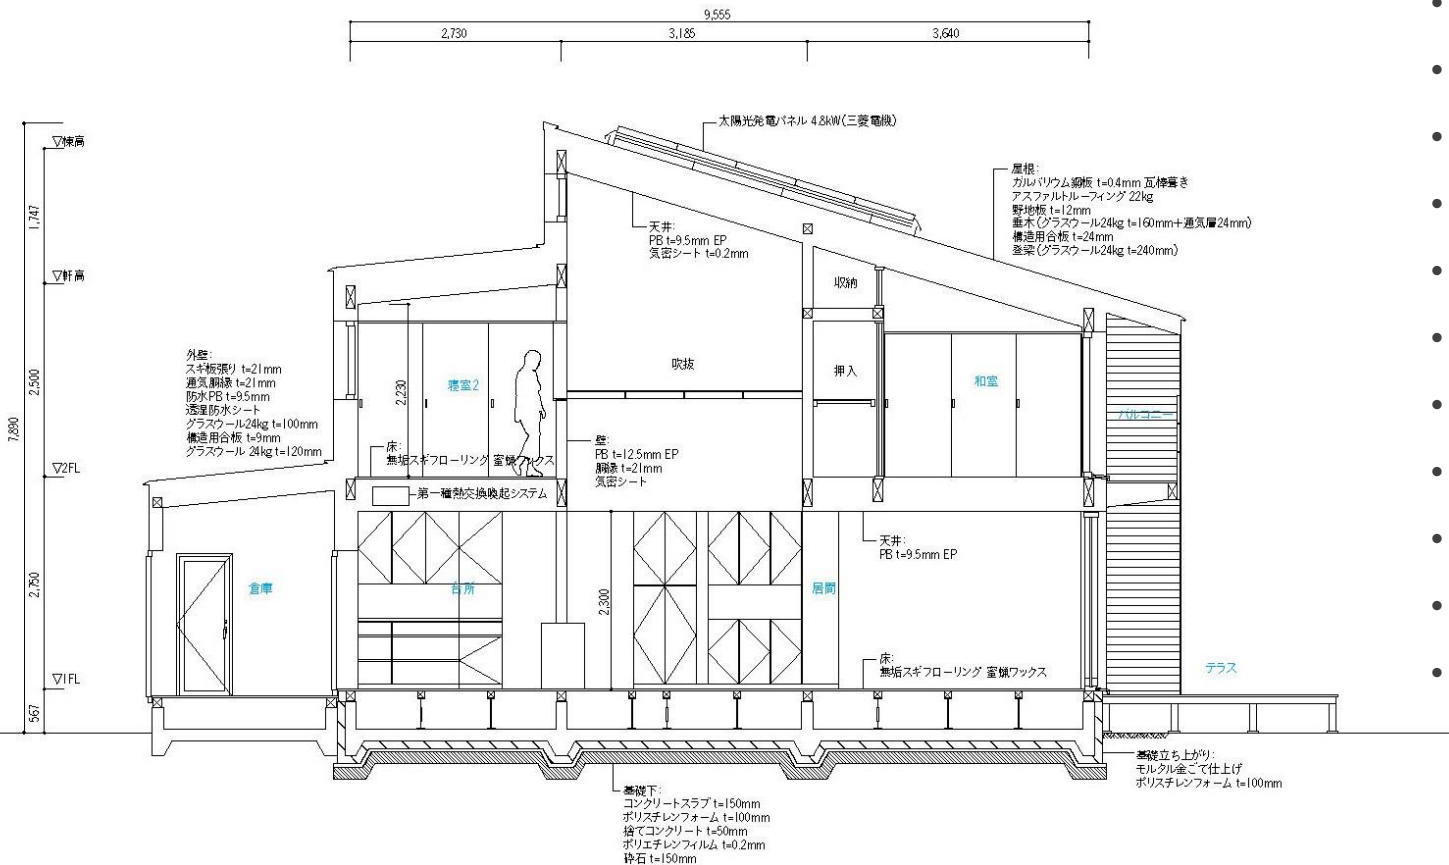 9,555
2,730
3,185
3,640
太陽光発電パネル 4.8kW(三菱電機)
▽棟高
屋根:
ガルバリウム鋼板 t=0.4mm 瓦棒葺き
アスファルトルーフィング 22kg
野地板 t=12mm
垂木(グラスウール24kg t=160mm+通気層24mm)
構造用合板 t=24mm
登梁(グラスウール24kg t=240mm)
1,747
天井:
PB t=9.5mm EP
気密シート t=0.2mm
▽軒高
収納
外壁:
スギ板張り t=21mm
通気胴縁 t=21mm
防水PB t=9.5mm
透湿防水シート
グラスウール24kg t=100mm
構造用合板 t=9mm
グラスウール 24kg t=120mm
2,500
2,230
寝室2
吹抜
押入
和室
バルコニー
7,890
床:
無垢スギフローリング 蜜蝋ワックス
壁:
PB t=12.5mm EP
胴縁 t=21mm
気密シート
▽2FL
第一種熱交換喚起システム
天井:
PB t=9.5mm EP
2,750
倉庫
台所
2,300
居間
床:
無垢スギフローリング 蜜蝋ワックス
テラス
▽1FL
567
基礎立ち上がり:
モルタル金ごて仕上げ
ポリスチレンフォーム t=100mm
基礎下:
コンクリートスラブ t=150mm
ポリスチレンフォーム t=100mm
捨てコンクリート t=50mm
ポリエチレンフィルム t=0.2mm
砕石 t=150mm